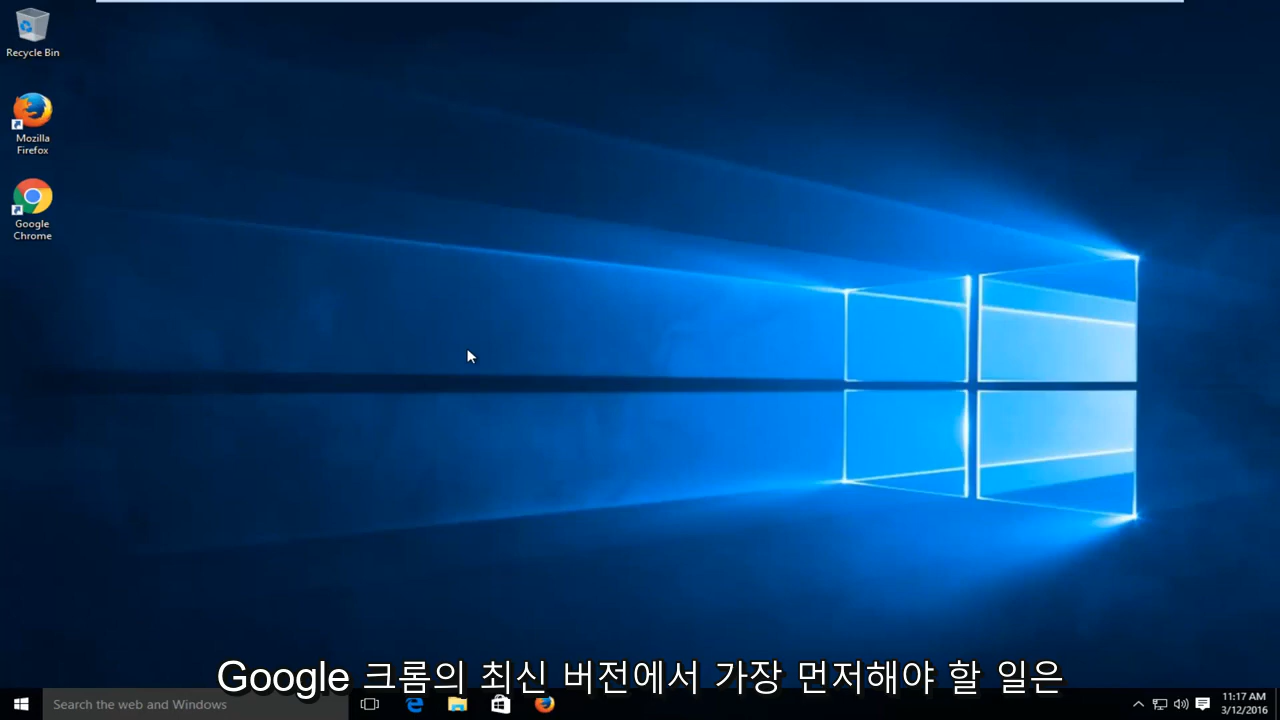 Recycle Bin
Mozilla
Firefox
Google
Chrome
Google 크롬의 최신 버전에서 가장 먼저해야 할 일은
Search the web and Windows
11:17 AM
3/12/2016